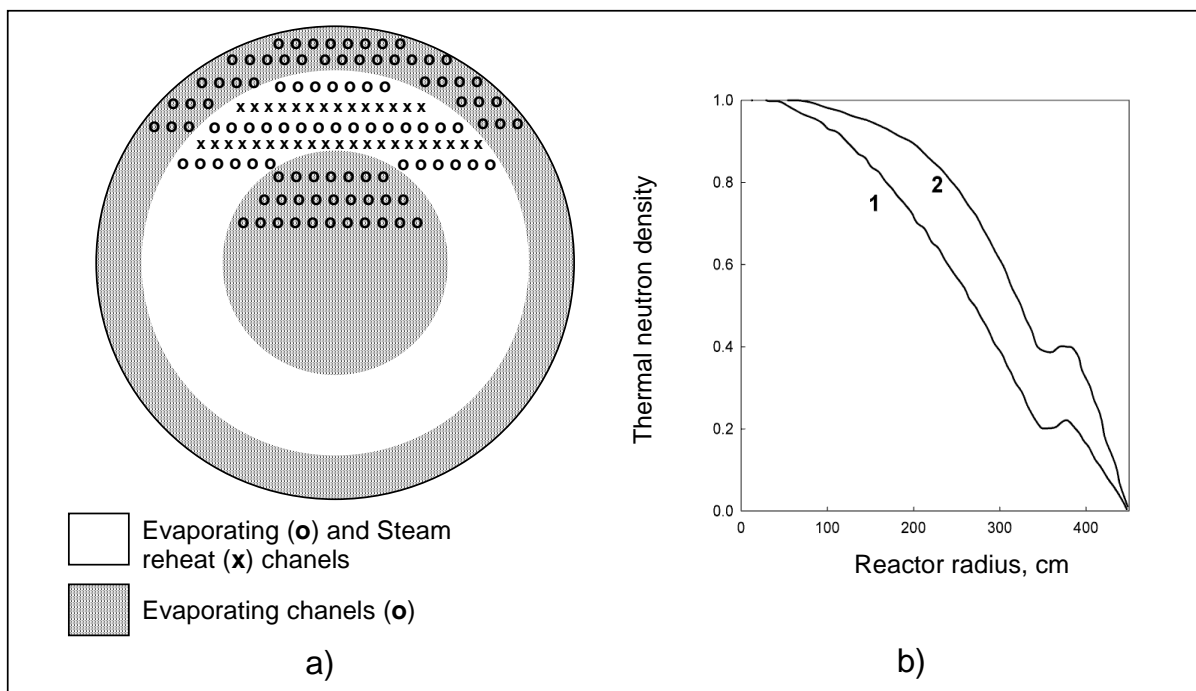 Evaporating (o) and Steam
reheat (x) chanels
Evaporating chanels (o)
a)
Thermal neutron density
1.0
0.8
0.6
0.4
0.2
0.0
1
2
0 100 200 300 400
Reactor radius, cm
b)